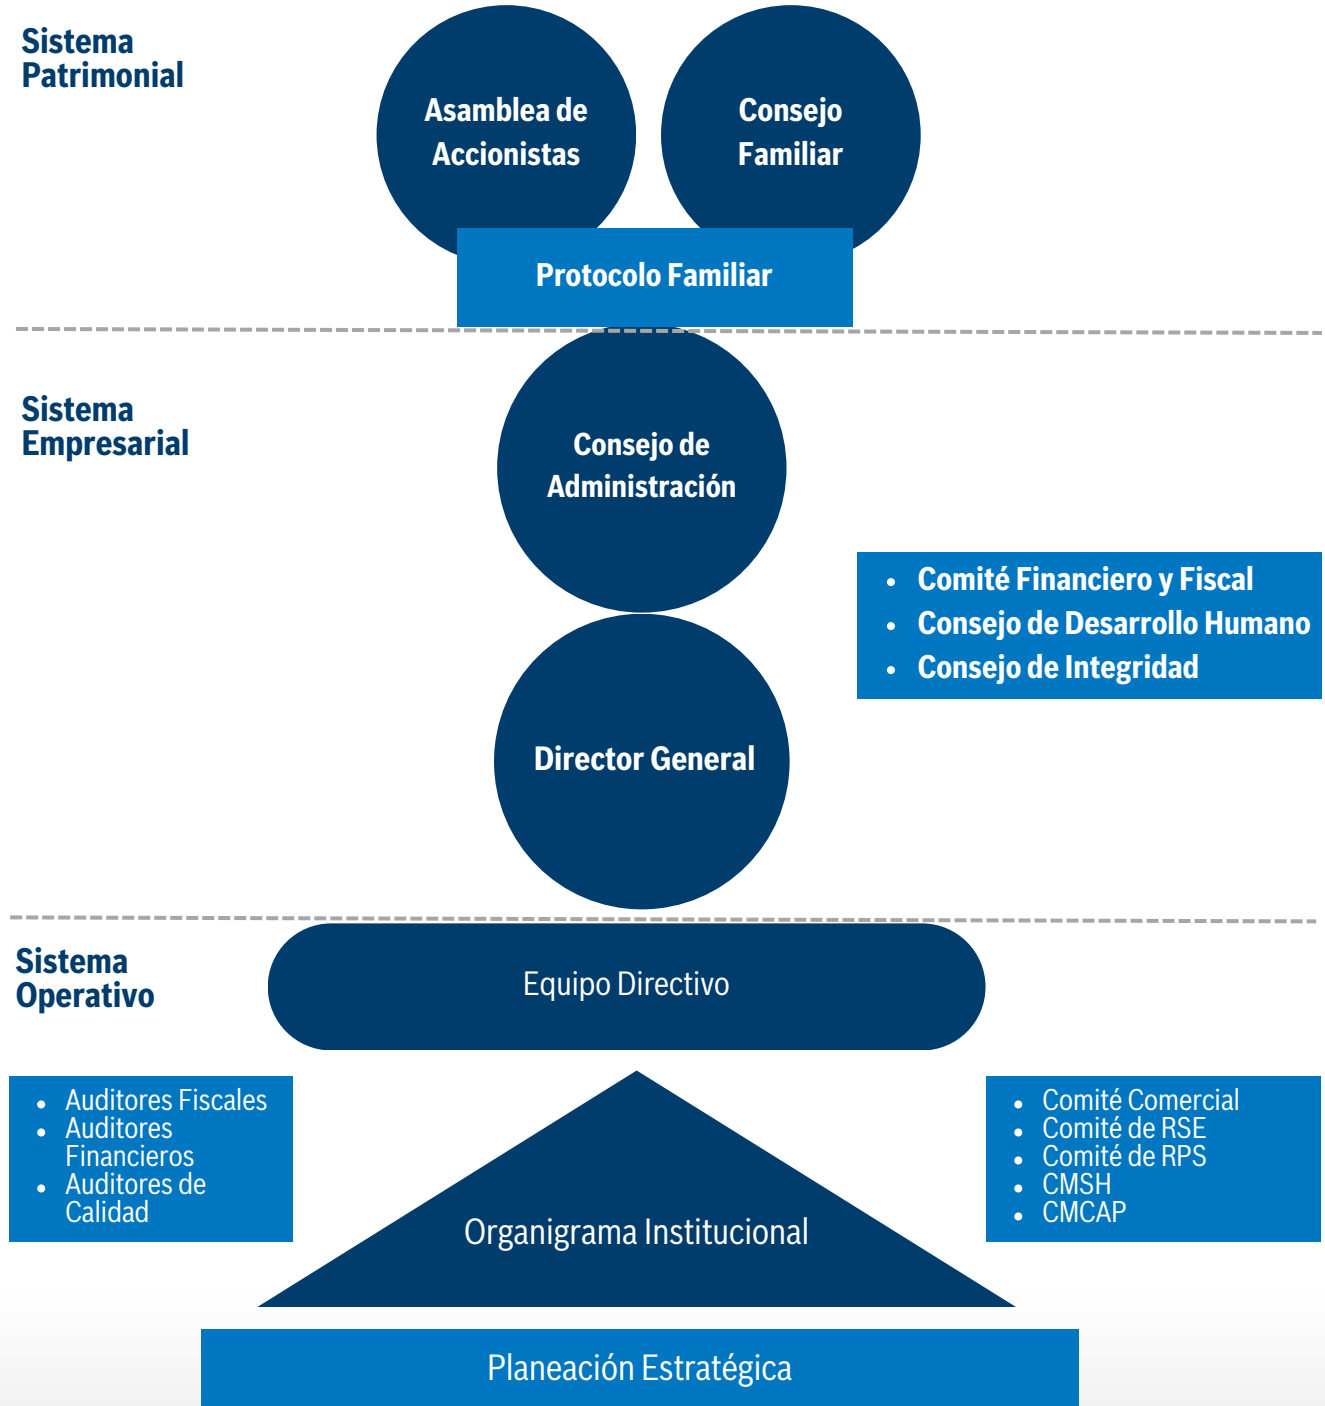 Sistema
Patrimonial
Asamblea de
Accionistas
Consejo
Familiar
Protocolo Familiar
Sistema
Empresarial
Consejo de
Administración
• Comité Financiero y Fiscal
• Consejo de Desarrollo Humano
• Consejo de Integridad
Director General
Sistema
Operativo
Equipo Directivo
• Auditores Fiscales
• Auditores
Financieros
• Auditores de
Calidad
• Comité Comercial
• Comité de RSE
• Comité de RPS
• CMSH
• CMCAP
Organigrama Institucional
Planeación Estratégica